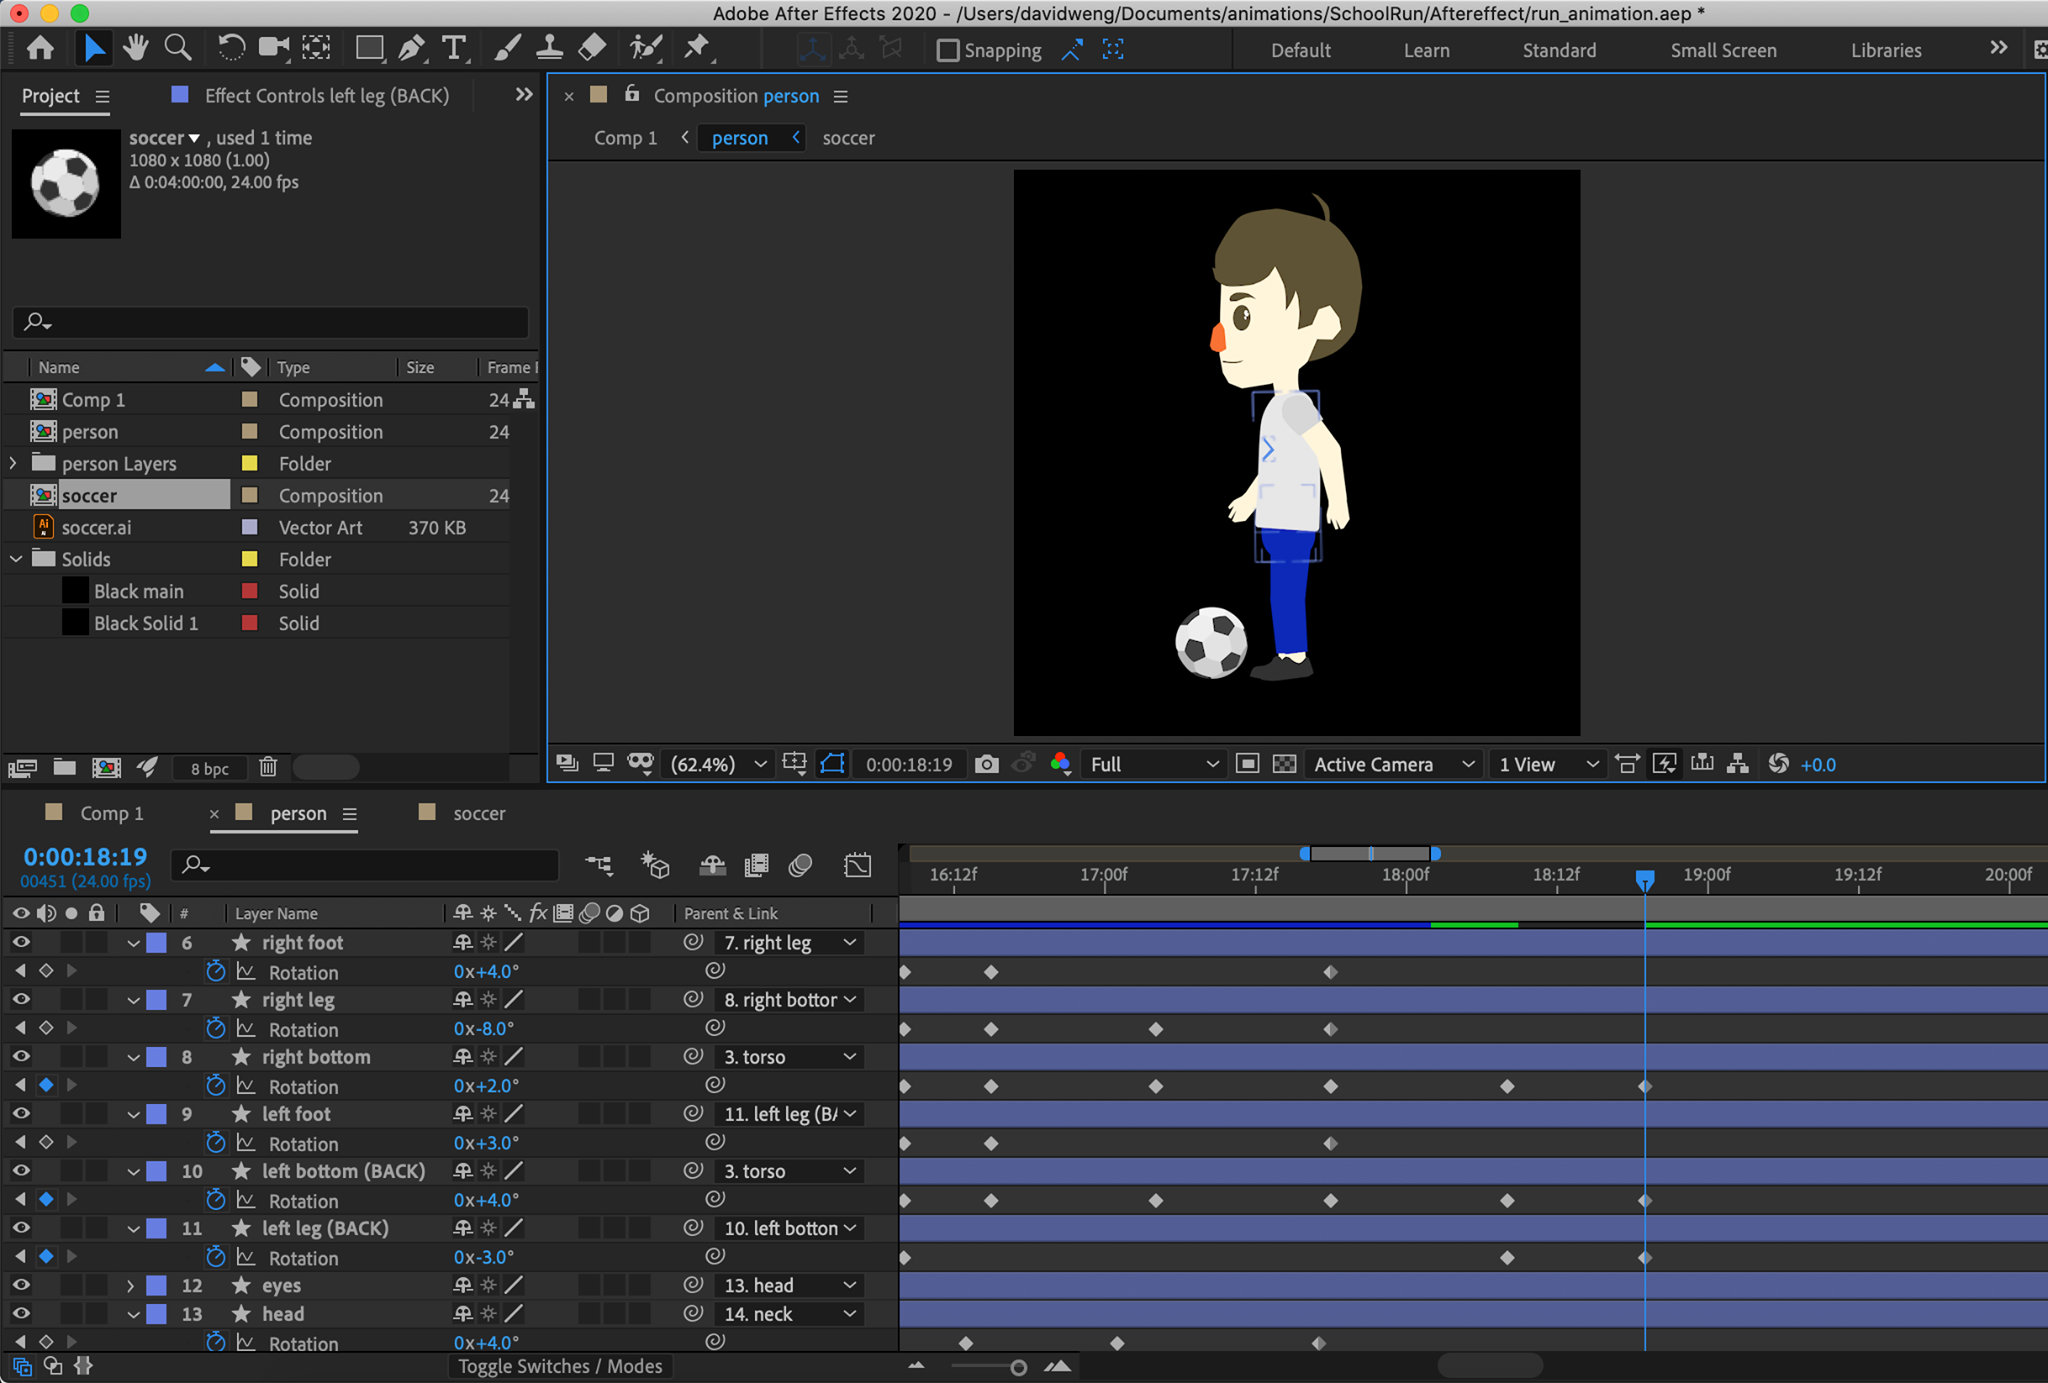 Adobe After Effects 2020 - /Users/davidweng/Documents/animations/SchoolRun/Aftereffect/run_animation.aep *
Snapping
Default
Learn
Standard
Small Screen
Libraries
Project
Effect Controls left leg (BACK)
soccer , used 1 time
1080 x 1080 (1.00)
Δ 0:04:00:00, 24.00 fps
Composition person
Comp 1
person
soccer
Name Type Size Frame
Comp 1 Composition 24
person Composition 24
person Layers Folder
soccer Composition 24
soccer.ai Vector Art 370 KB
Solids Folder
Black main Solid
Black Solid 1 Solid
8 bpc
(62.4%) 0:00:18:19 Full Active Camera 1 View +0.0
Comp 1 person soccer
0:00:18:19
00451 (24.00 fps)
16:12f 17:00f 17:12f 18:00f 18:12f 19:00f 19:12f 20:00f
# Layer Name fx Parent & Link
6 right foot 7. right leg
Rotation 0x+4.0°
7 right leg 8. right bottor
Rotation 0x-8.0°
8 right bottom 3. torso
Rotation 0x+2.0°
9 left foot 11. left leg (BA
Rotation 0x+3.0°
10 left bottom (BACK) 3. torso
Rotation 0x+4.0°
11 left leg (BACK) 10. left botton
Rotation 0x-3.0°
12 eyes 13. head
13 head 14. neck
Rotation 0x+4.0°
Toggle Switches / Modes